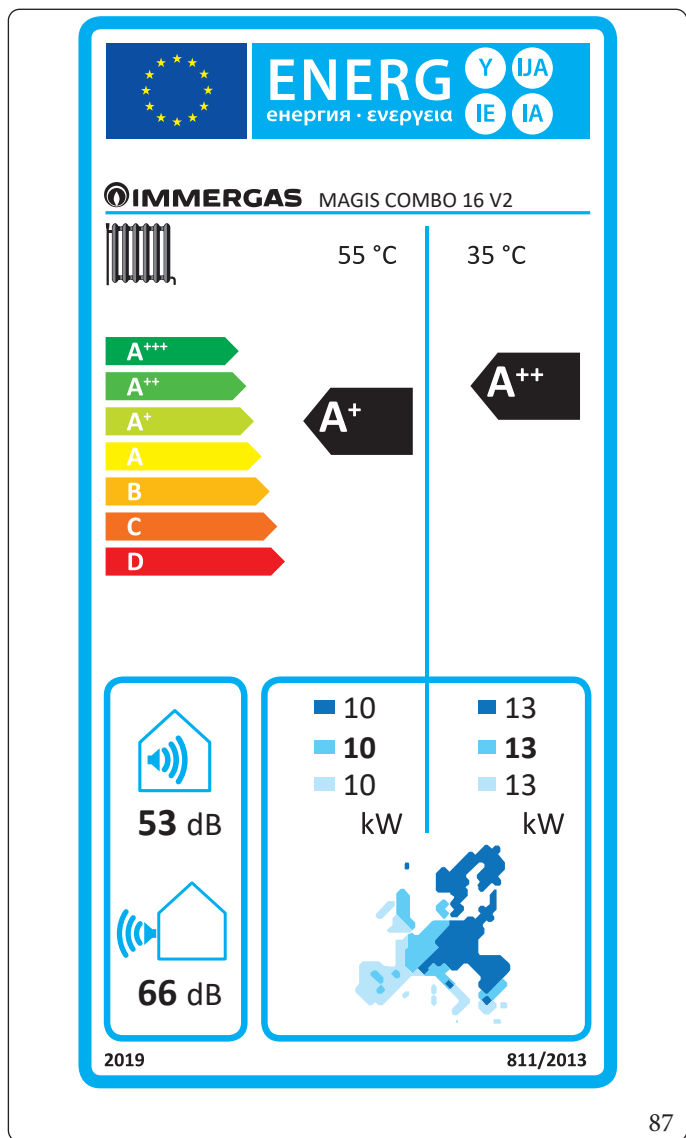 ENERG Y IJA
енергия · ενεργεια IE IA
IMMERGAS MAGIS COMBO 16 V2
55 °C 35 °C
A+++
A++
A+
A
B
C
D
A+
A++
53 dB
66 dB
10 13
10 13
10 13
kW kW
2019 811/2013
87